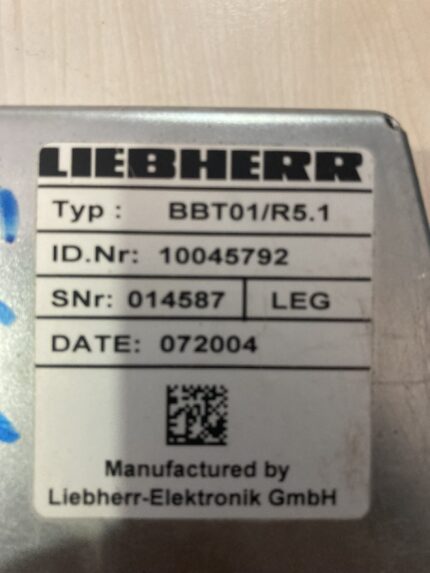 LIEBHERR
Typ : BBT01/R5.1
ID.Nr: 10045792
SNr: 014587 LEG
DATE: 072004
Manufactured by
Liebherr-Elektronik GmbH